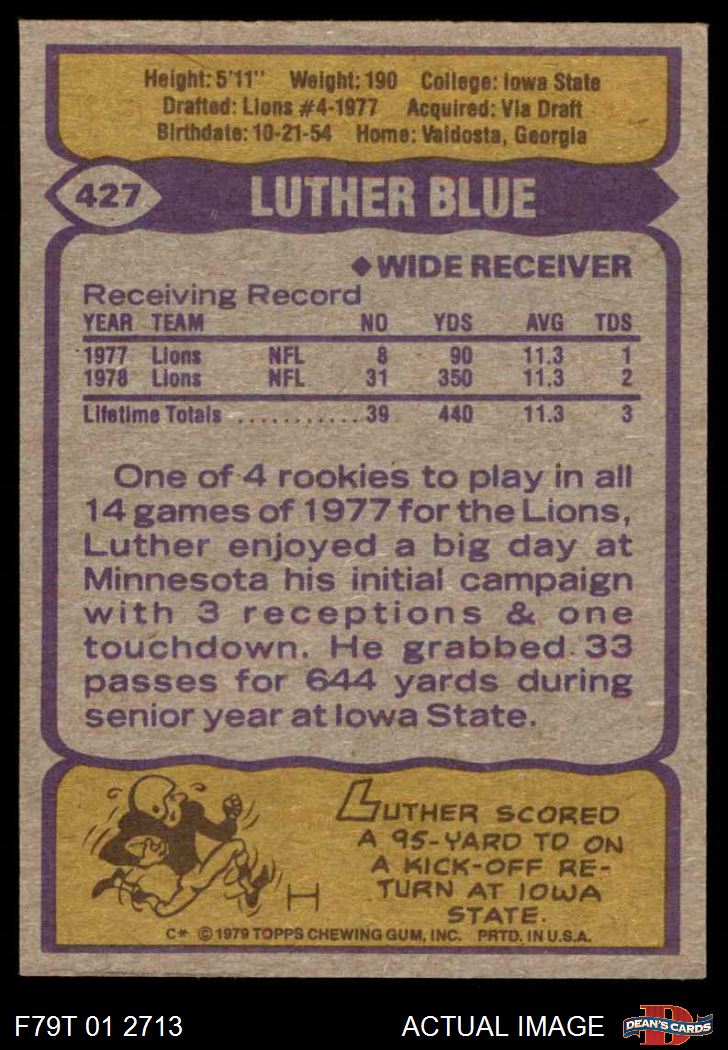 Height: 5'11" Weight: 190 College: Iowa State
Drafted: Lions #4-1977 Acquired: Via Draft
Birthdate: 10-21-54 Home: Valdosta, Georgia
427 LUTHER BLUE
◆WIDE RECEIVER
Receiving Record
YEAR TEAM NO YDS AVG TDS
1977 Lions NFL 8 90 11.3 1
1978 Lions NFL 31 350 11.3 2
Lifetime Totals ............39 440 11.3 3
One of 4 rookies to play in all
14 games of 1977 for the Lions,
Luther enjoyed a big day at
Minnesota his initial campaign
with 3 receptions & one
touchdown. He grabbed 33
passes for 644 yards during
senior year at Iowa State.
LUTHER SCORED
A 95-YARD TD ON
A KICK-OFF RE-
TURN AT IOWA
STATE.
H
C* © 1979 TOPPS CHEWING GUM, INC. PRTD. IN U.S.A.
F79T 01 2713 ACTUAL IMAGE D DEAN'S CARDS